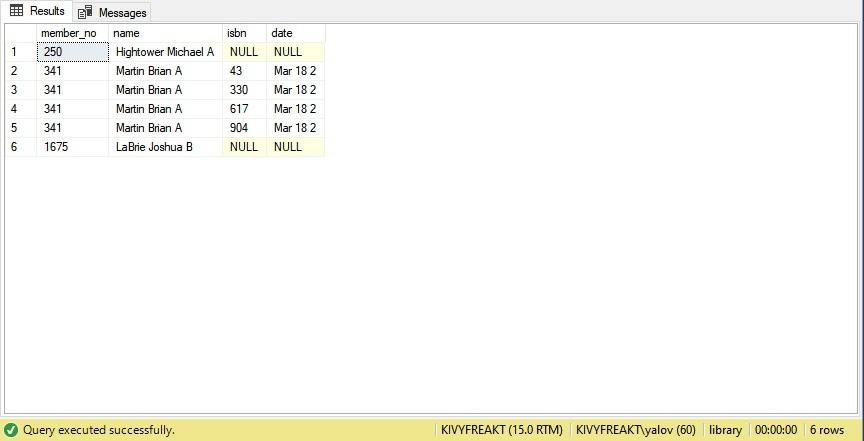 Results Messages
member_no name isbn date
1 250 Hightower Michael A NULL NULL
2 341 Martin Brian A 43 Mar 18 2
3 341 Martin Brian A 330 Mar 18 2
4 341 Martin Brian A 617 Mar 18 2
5 341 Martin Brian A 904 Mar 18 2
6 1675 LaBrie Joshua B NULL NULL
Query executed successfully. KIVYFREAKT (15.0 RTM) KIVYFREAKT\yalov (60) library 00:00:00 6 rows